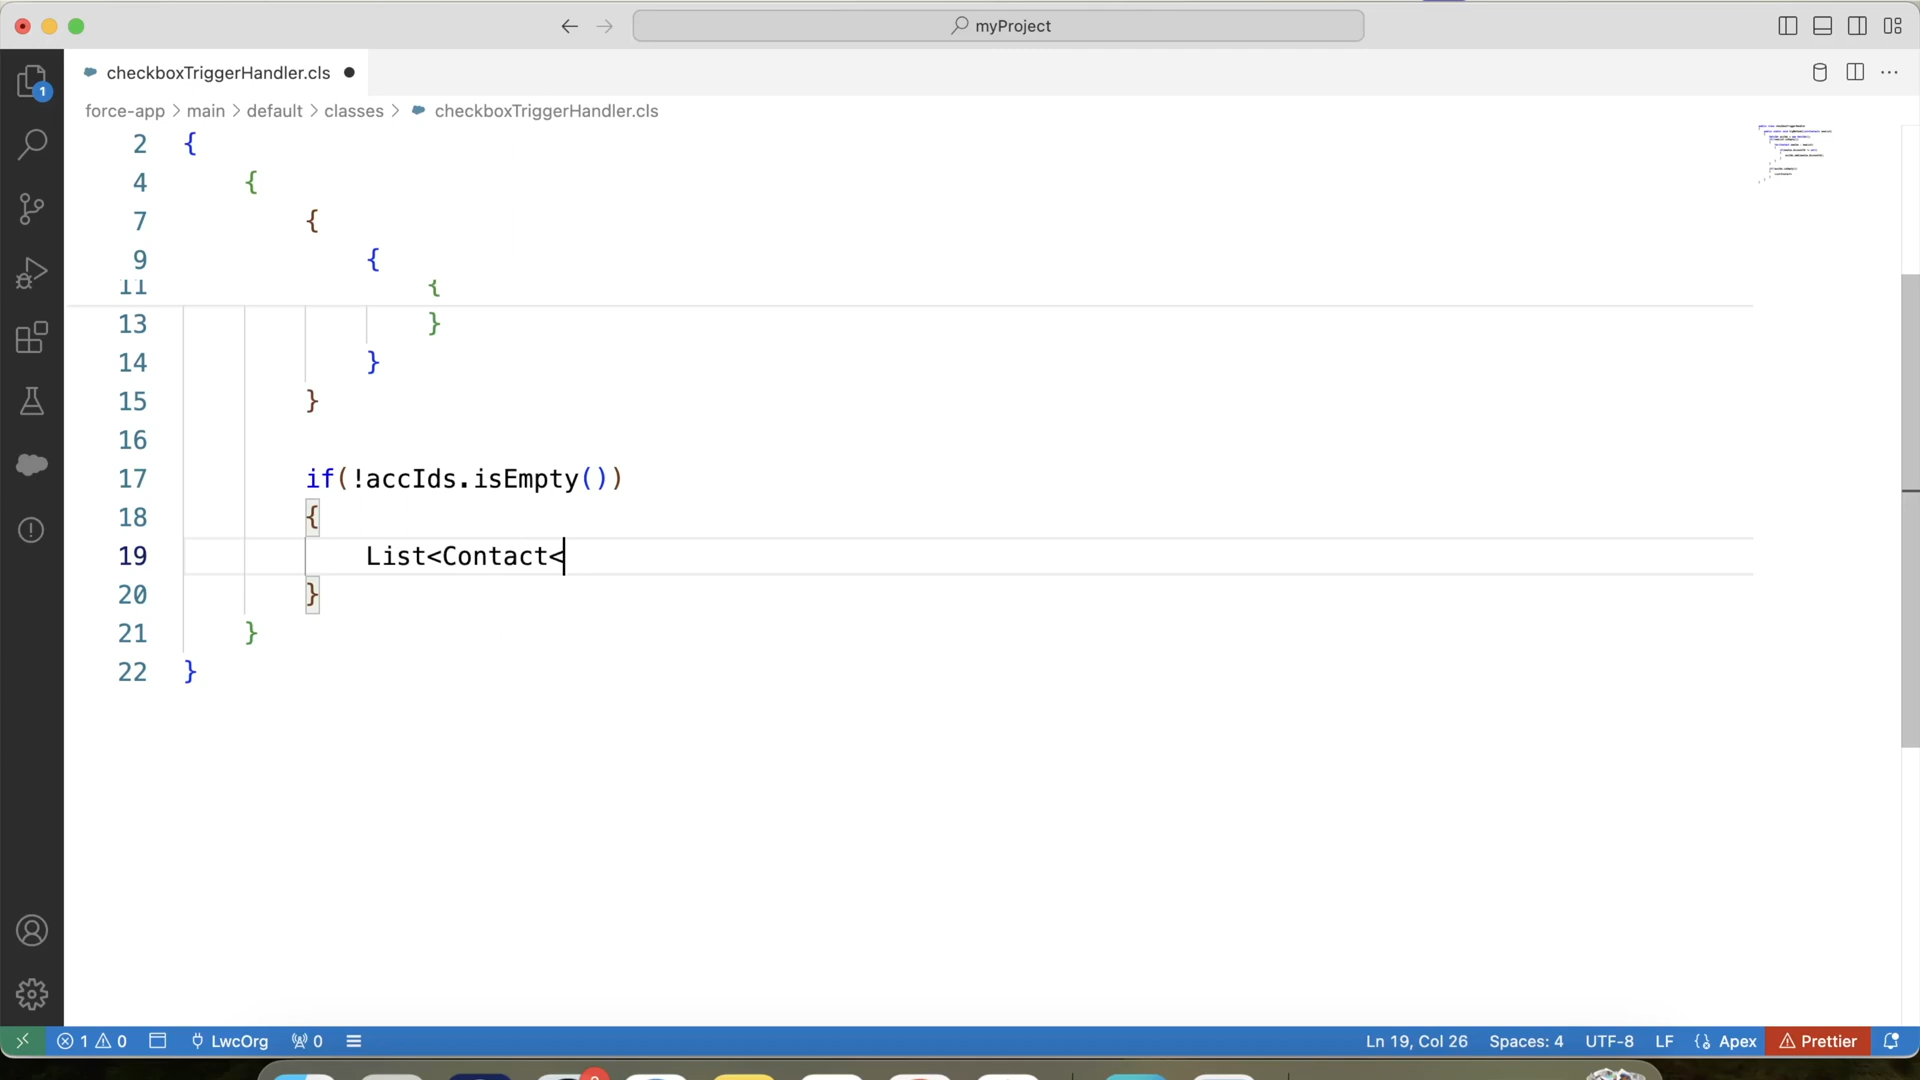 myProject
checkboxTriggerHandler.cls
force-app > main > default > classes > checkboxTriggerHandler.cls
1
2 {
4 {
7 {
9 {
11 {
13 }
14 }
15 }
16
17 if(!accIds.isEmpty())
18 {
19 List<Contact<
20 }
21 }
22 }
1 0 LwcOrg 0 Ln 19, Col 26 Spaces: 4 UTF-8 LF Apex Prettier